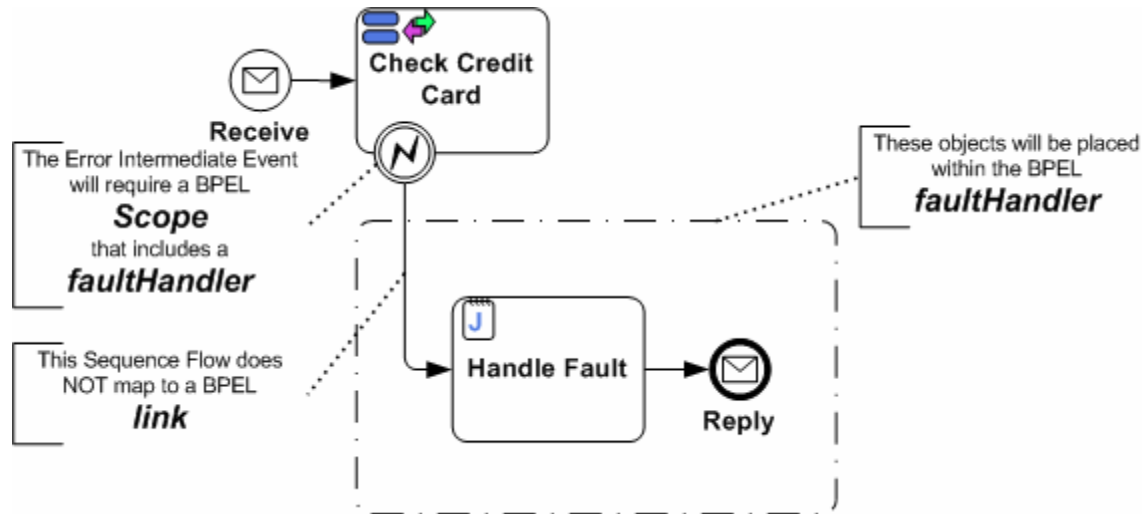 Check Credit
Card
Receive
The Error Intermediate Event
will require a BPEL
Scope
that includes a
faultHandler
These objects will be placed
within the BPEL
faultHandler
This Sequence Flow does
NOT map to a BPEL
link
J
Handle Fault
Reply